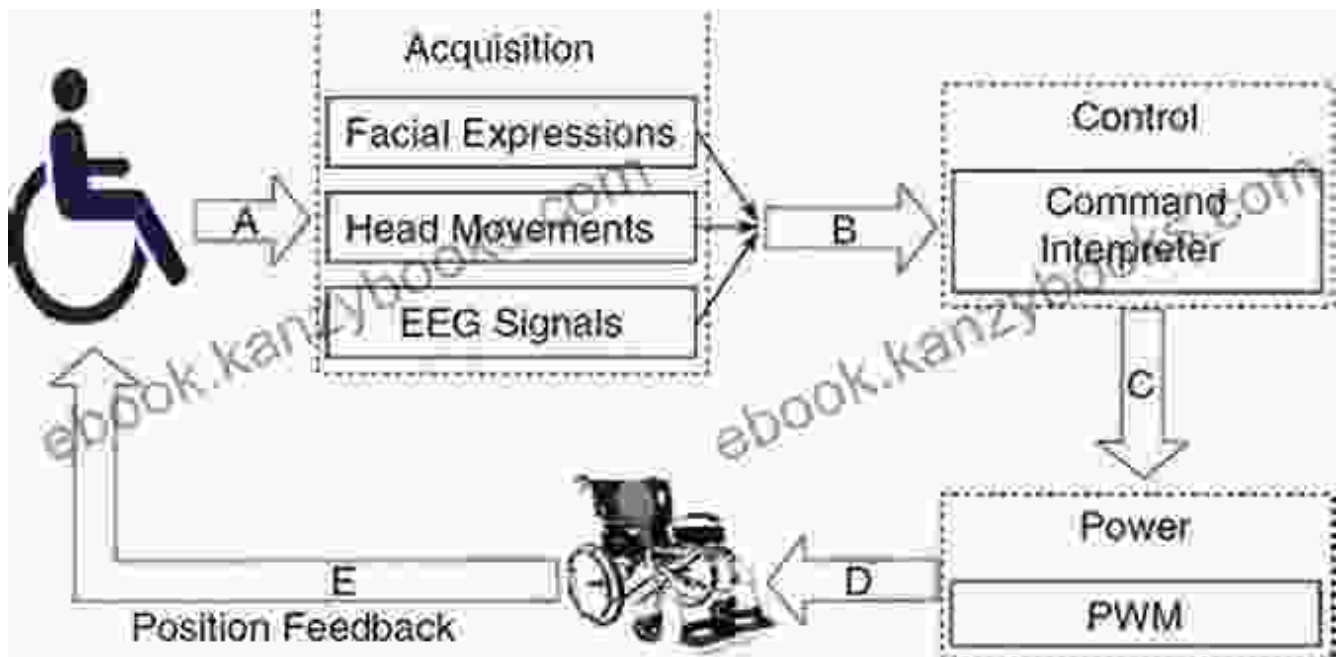 Acquisition
Facial Expressions
Head Movements
EEG Signals
A
B
Control
Command
Interpreter
C
Power
PWM
D
E
Position Feedback
ebook.kanzybooks.com
ebook.kanzybooks.com